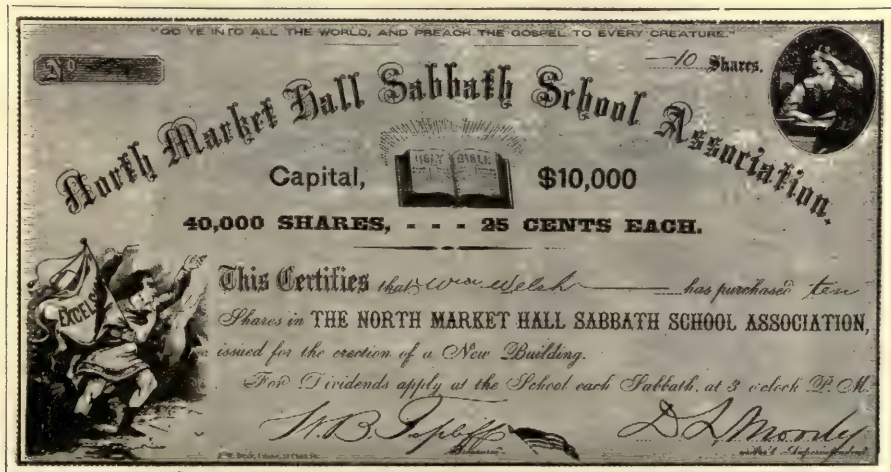 "GO YE INTO ALL THE WORLD, AND PREACH THE GOSPEL TO EVERY CREATURE."
No
10 Shares.
North Market Hall Sabbath School Association.
HOLY BIBLE
Capital, $10,000
40,000 SHARES, - - - 25 CENTS EACH.
This Certifies that Wm Welsh has purchased ten
Shares in THE NORTH MARKET HALL SABBATH SCHOOL ASSOCIATION,
EXCELS
issued for the erection of a New Building.
For Dividends apply at the School each Sabbath, at 3 o'clock P. M.
D L Moody